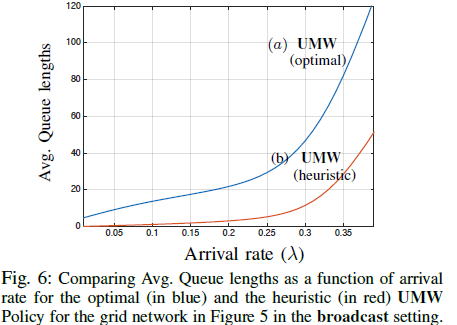 120
100
80
60
40
20
0
Avg. Queue lengths
(a) UMW
(optimal)
(b) UMW
(heuristic)
0.05 0.1 0.15 0.2 0.25 0.3 0.35
Arrival rate (λ)
Fig. 6: Comparing Avg. Queue lengths as a function of arrival
rate for the optimal (in blue) and the heuristic (in red) UMW
Policy for the grid network in Figure 5 in the broadcast setting.